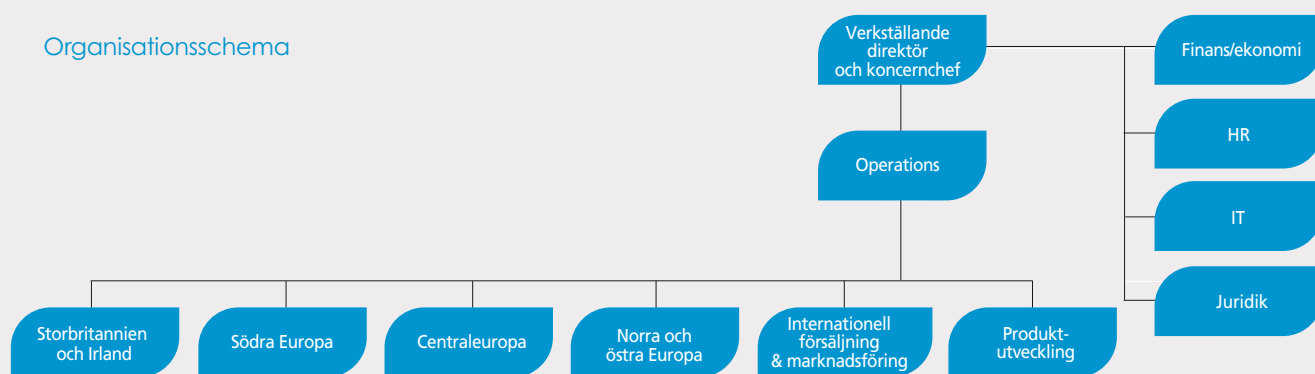 Organisationsschema
Verkställande
direktör
och koncernchef
Finans/ekonomi
HR
Operations
IT
Juridik
Storbritannien
och Irland
Södra Europa
Centraleuropa
Norra och
östra Europa
Internationell
försäljning
& marknadsföring
Produkt-
utveckling